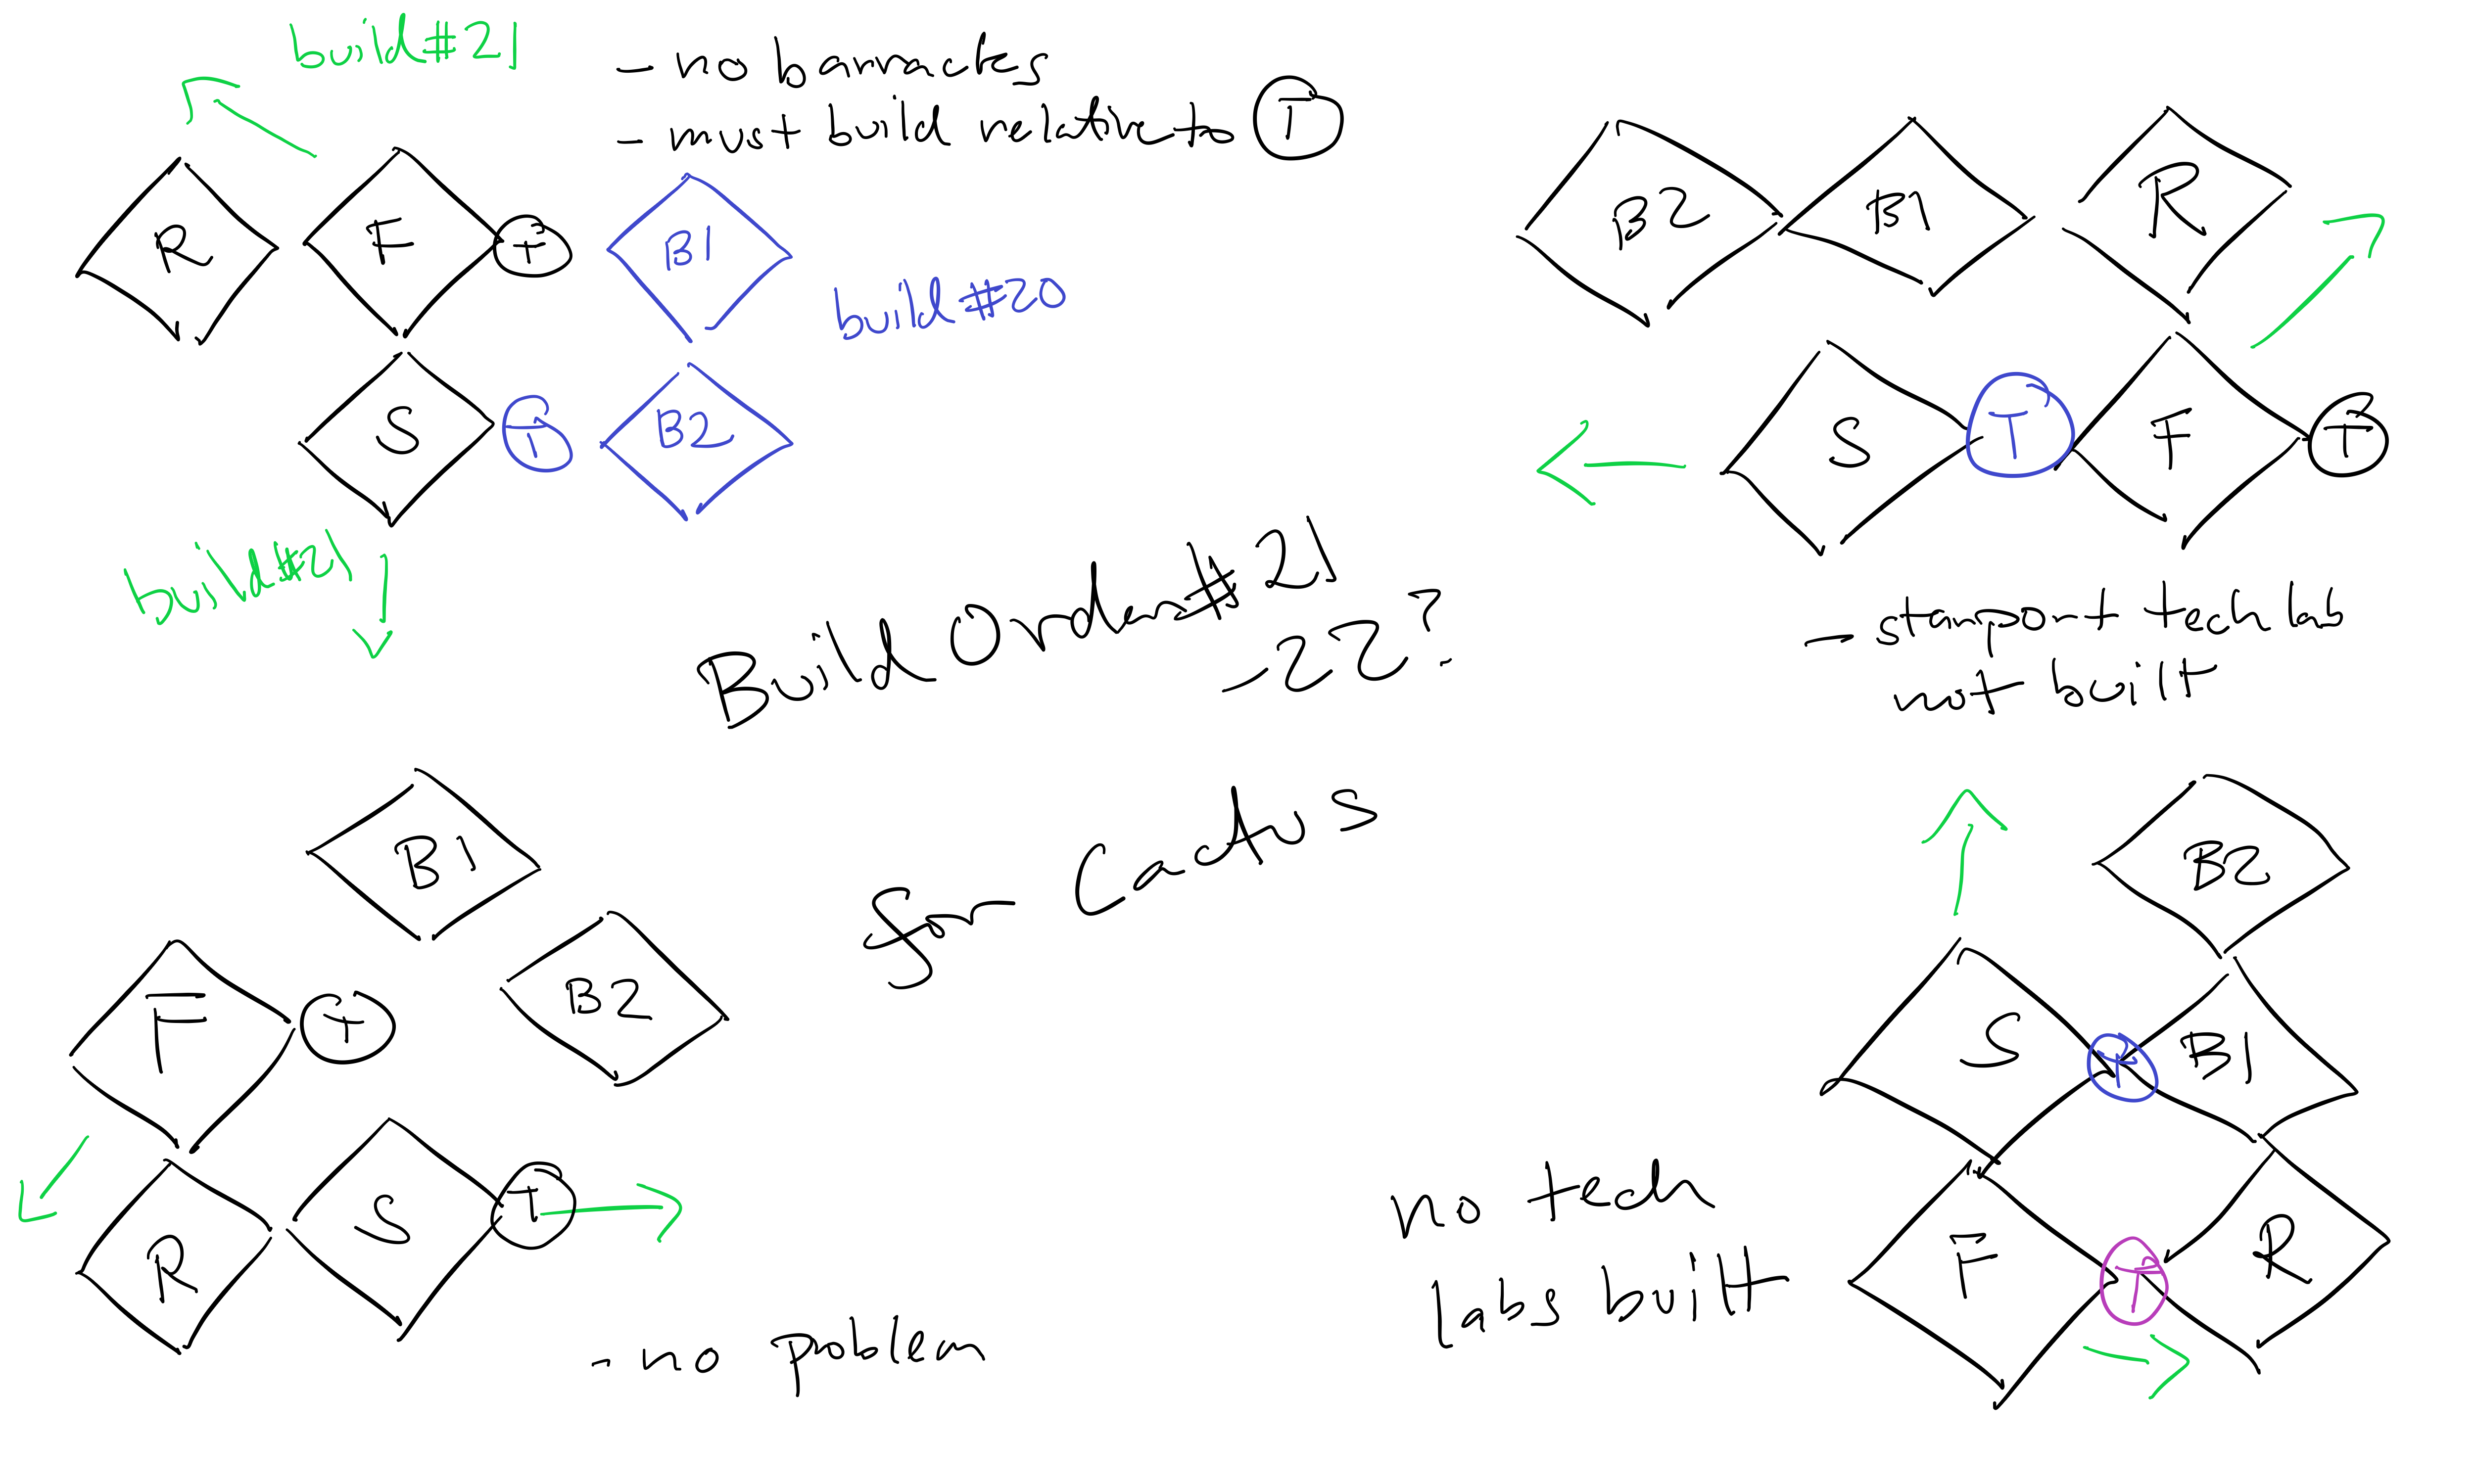 build#21
- no barracks
- must build relative to T
R
F
T
B1
build #20
S
T
B2
build#21
B2
B1
R
S
T
F
T
- starport tech lab
not built
Build Order #21
-22?
for Cactus
B1
F
T
B2
R
S
T
- no problem
B2
S
T
B1
no tech
labs built
F
T
R